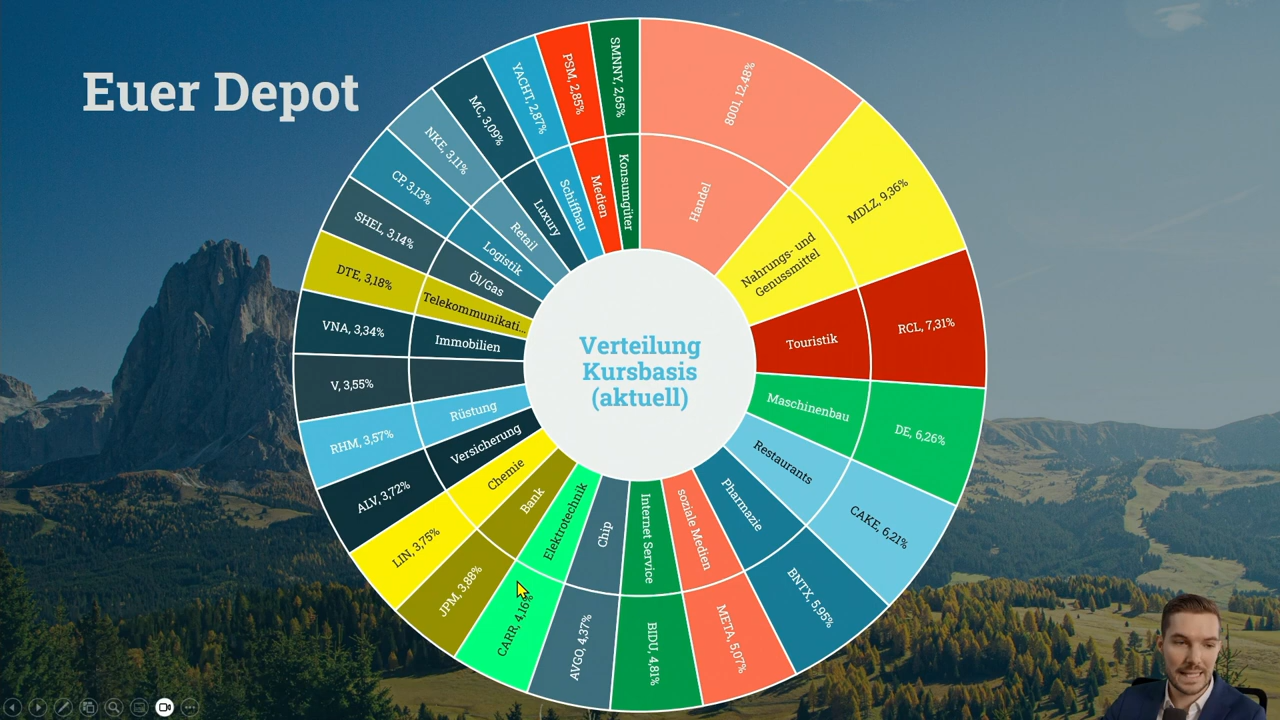 Euer Depot
Verteilung
Kursbasis
(aktuell)
8001, 12,48%
Handel
MDLZ, 9,36%
Nahrungs- und
Genussmittel
RCL, 7,31%
Touristik
DE, 6,26%
Maschinenbau
CAKE, 6,21%
Restaurants
BNTX, 5,95%
Pharmazie
META, 5,07%
soziale Medien
BIDU, 4,81%
Internet Service
AVGO, 4,37%
Chip
CARR, 4,16%
Elektrotechnik
JPM, 3,88%
Bank
LIN, 3,75%
Chemie
ALV, 3,72%
Versicherung
RHM, 3,57%
Rüstung
V, 3,55%
VNA, 3,34%
Immobilien
DTE, 3,18%
Telekommunikati...
SHEL, 3,14%
Öl/Gas
CP, 3,13%
Logistik
NKE, 3,11%
Retail
MC, 3,09%
Luxury
YACHT, 2,87%
Schiffbau
PSM, 2,85%
Medien
SMNNY, 2,65%
Konsumgüter